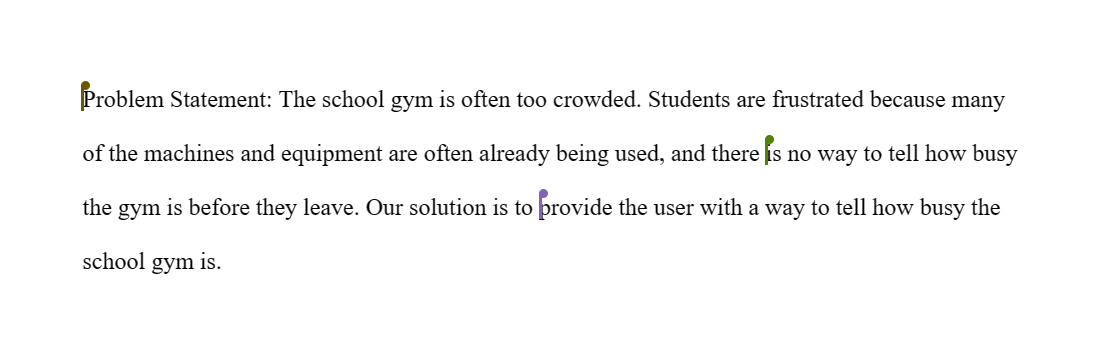 Problem Statement: The school gym is often too crowded. Students are frustrated because many
of the machines and equipment are often already being used, and there is no way to tell how busy
the gym is before they leave. Our solution is to provide the user with a way to tell how busy the
school gym is.